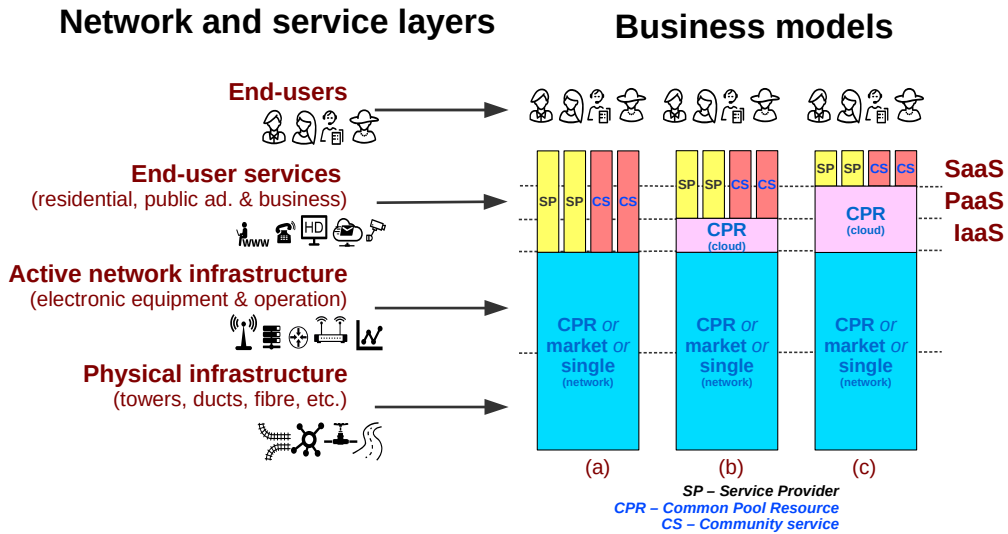 Network and service layers
Business models
End-users
End-user services
(residential, public ad. & business)
WWW
HD
Active network infrastructure
(electronic equipment & operation)
Physical infrastructure
(towers, ducts, fibre, etc.)
SP SP CS CS
CPR or
market or
single
(network)
(a)
SP SP CS CS
CPR
(cloud)
CPR or
market or
single
(network)
(b)
SP SP CS CS
CPR
(cloud)
CPR or
market or
single
(network)
(c)
SaaS
PaaS
IaaS
SP – Service Provider
CPR – Common Pool Resource
CS – Community service